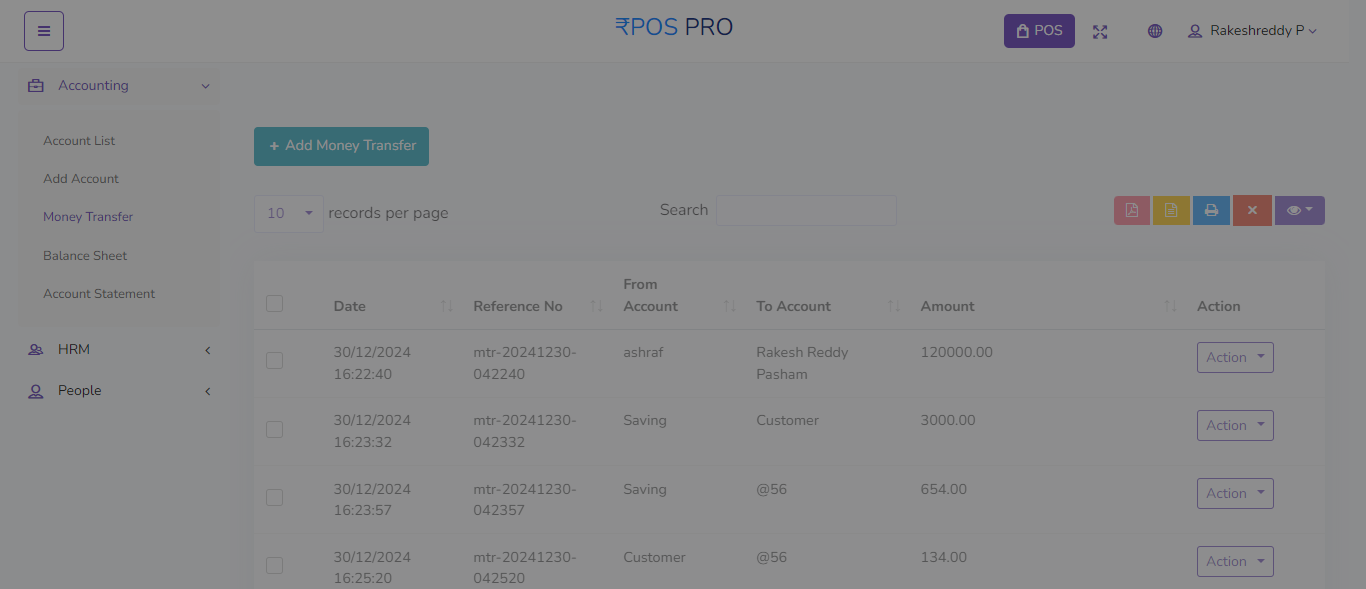 ₹POS PRO
POS
Rakeshreddy P
Accounting
Account List
Add Account
Money Transfer
Balance Sheet
Account Statement
HRM
People
+ Add Money Transfer
10 records per page
Search
Date Reference No From Account To Account Amount Action
30/12/2024 16:22:40 mtr-20241230-042240 ashraf Rakesh Reddy Pasham 120000.00 Action
30/12/2024 16:23:32 mtr-20241230-042332 Saving Customer 3000.00 Action
30/12/2024 16:23:57 mtr-20241230-042357 Saving @56 654.00 Action
30/12/2024 16:25:20 mtr-20241230-042520 Customer @56 134.00 Action